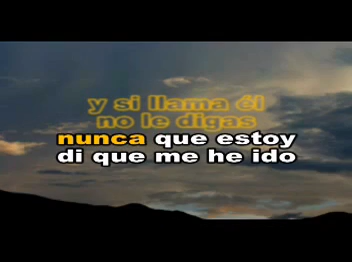 y si llama él
no le digas
nunca que estoy
di que me he ido